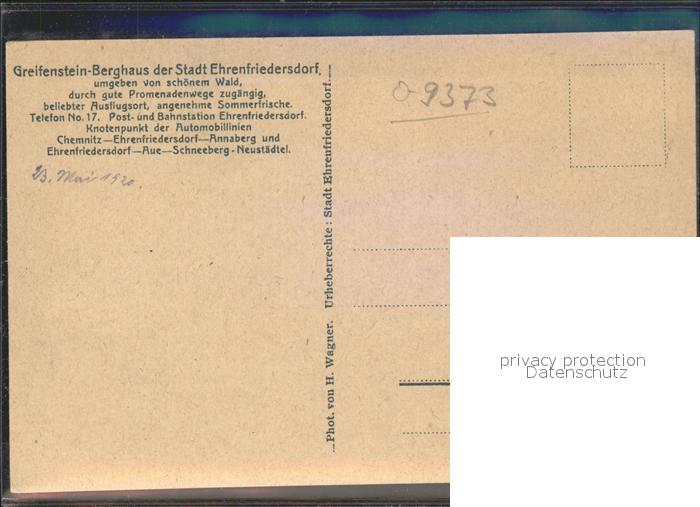 Greifenstein-Berghaus der Stadt Ehrenfriedersdorf,
umgeben von schönem Wald,
durch gute Promenadenwege zugängig,
beliebter Ausflugsort, angenehme Sommerfrische.
Telefon No. 17. Post- und Bahnstation Ehrenfriedersdorf.
Knotenpunkt der Automobillinien
Chemnitz—Ehrenfriedersdorf—Annaberg und
Ehrenfriedersdorf—Aue—Schneeberg-Neustädtel.
23. Mai 1920.
Phot. von H. Wagner. Urheberrechte: Stadt Ehrenfriedersdorf.
9373
privacy protection
Datenschutz